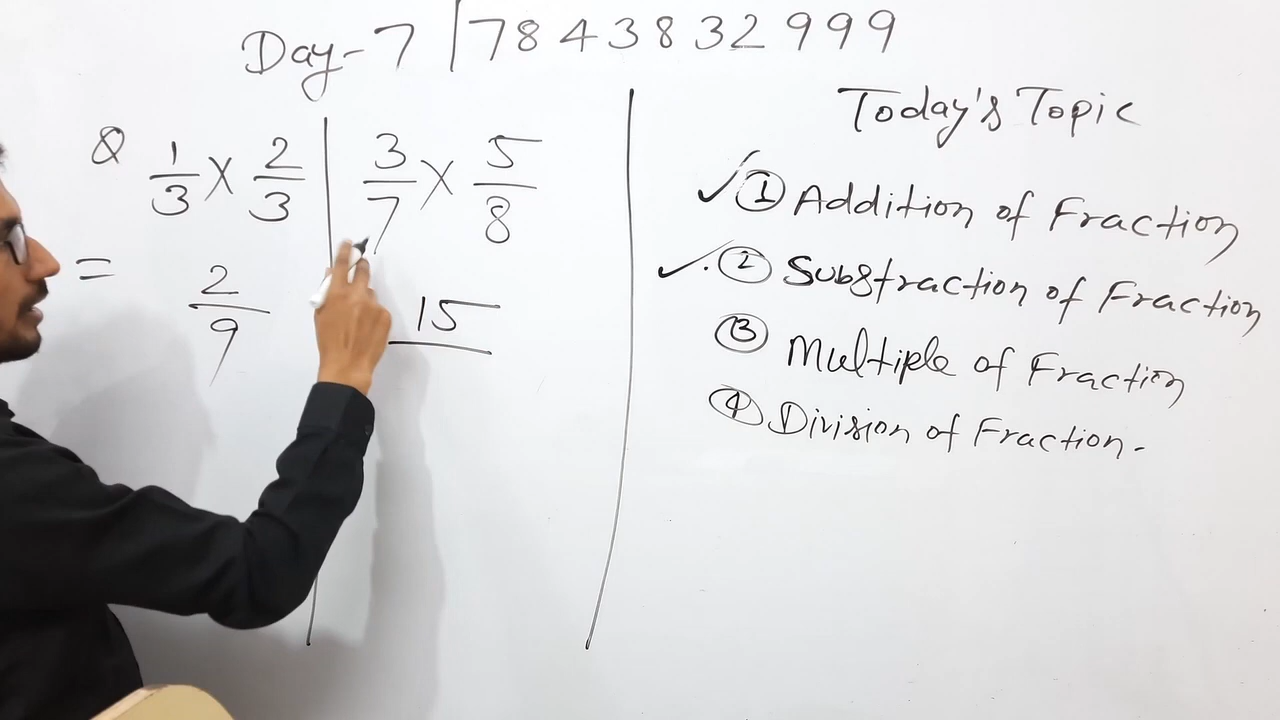 Day-7 | 7843832999
Q 1/3 × 2/3
= 2/9
3/7 × 5/8
15
Today's Topic
✓① Addition of Fraction
✓.② Subgtraction of Fraction
③ Multiple of Fraction
④ Division of Fraction-